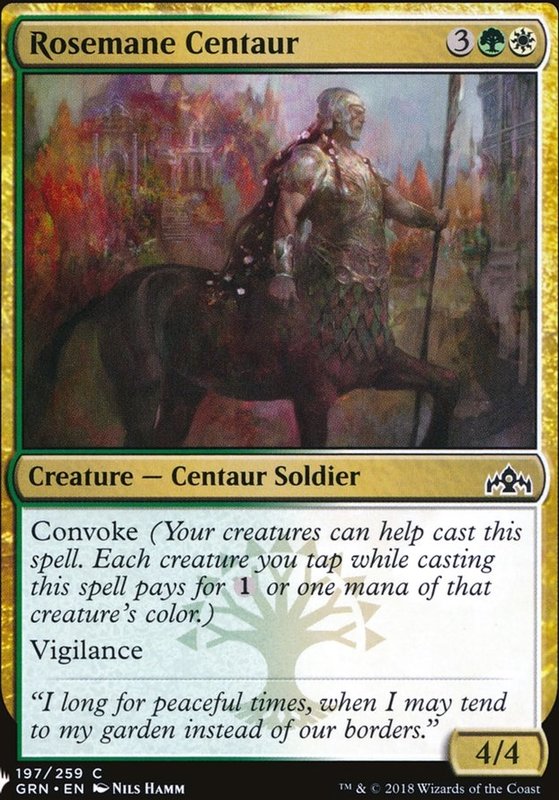 Rosemane Centaur 3
Creature — Centaur Soldier
Convoke (Your creatures can help cast this
spell. Each creature you tap while casting
this spell pays for 1 or one mana of that
creature's color.)
Vigilance
"I long for peaceful times, when I may tend
to my garden instead of our borders."
4/4
197/259 C
GRN • EN Nils Hamm
™ & © 2018 Wizards of the Coast